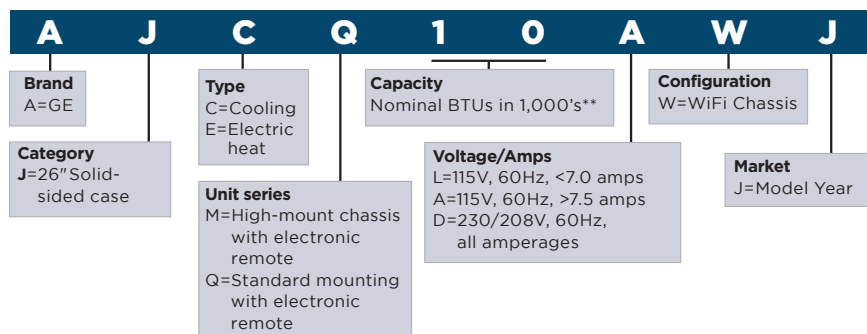 A J C Q 1 0 A W J
Brand
A=GE
Category
J=26" Solid-
sided case
Type
C=Cooling
E=Electric
heat
Unit series
M=High-mount chassis
with electronic
remote
Q=Standard mounting
with electronic
remote
Capacity
Nominal BTUs in 1,000's**
Voltage/Amps
L=115V, 60Hz, <7.0 amps
A=115V, 60Hz, >7.5 amps
D=230/208V, 60Hz,
all amperages
Configuration
W=WiFi Chassis
Market
J=Model Year